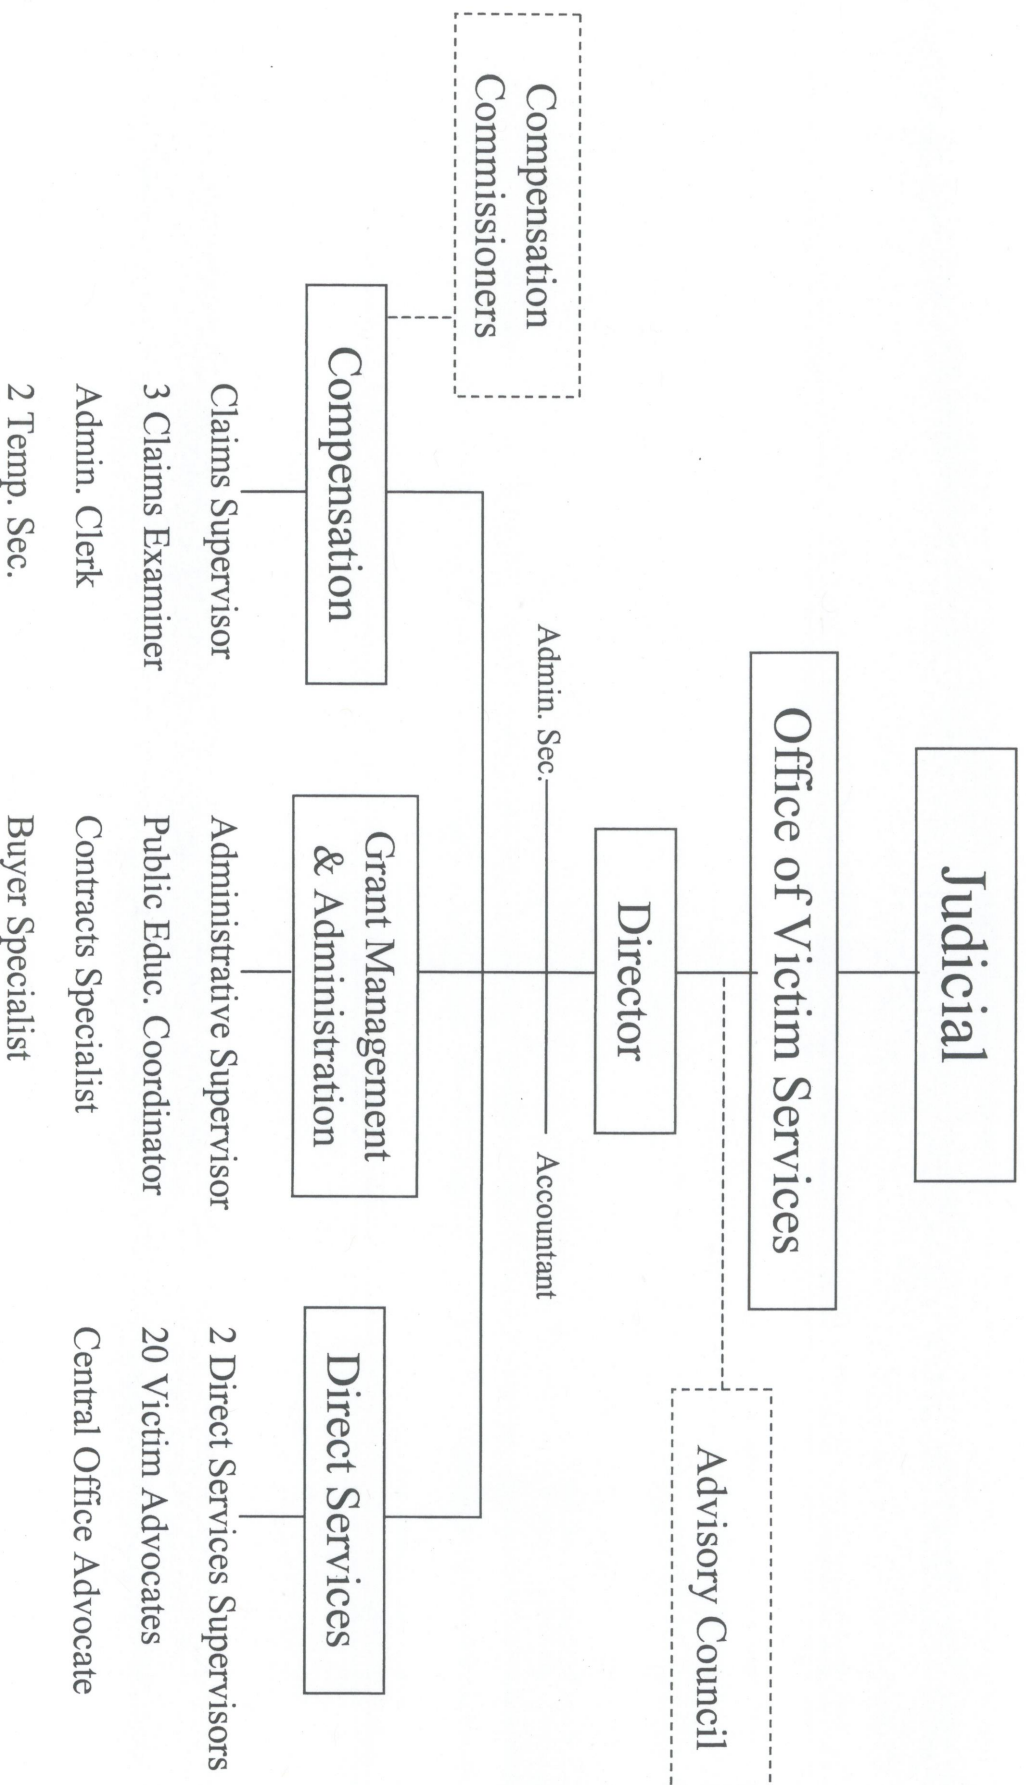 Judicial
Office of Victim Services
Advisory Council
Director
Admin. Sec.
Accountant
Compensation
Commissioners
Compensation
Claims Supervisor
3 Claims Examiner
Admin. Clerk
2 Temp. Sec.
Grant Management
& Administration
Administrative Supervisor
Public Educ. Coordinator
Contracts Specialist
Buyer Specialist
Direct Services
2 Direct Services Supervisors
20 Victim Advocates
Central Office Advocate